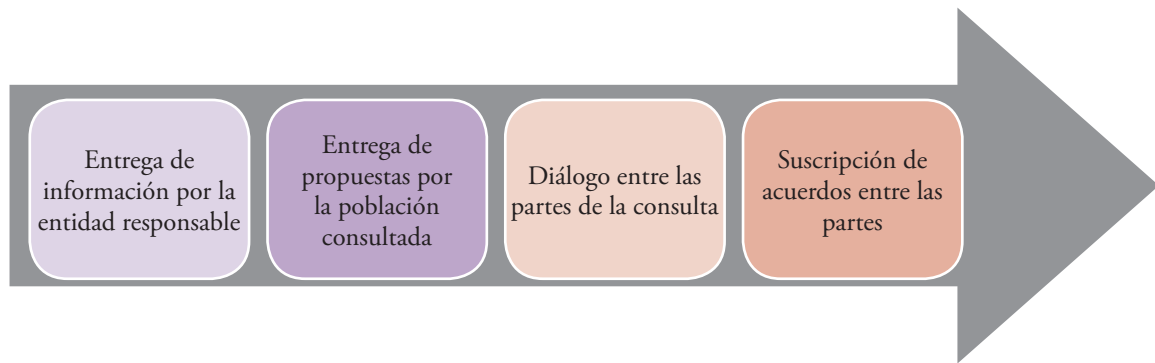 Entrega de
información por la
entidad responsable
Entrega de
propuestas por
la población
consultada
Diálogo entre las
partes de la consulta
Suscripción de
acuerdos entre las
partes